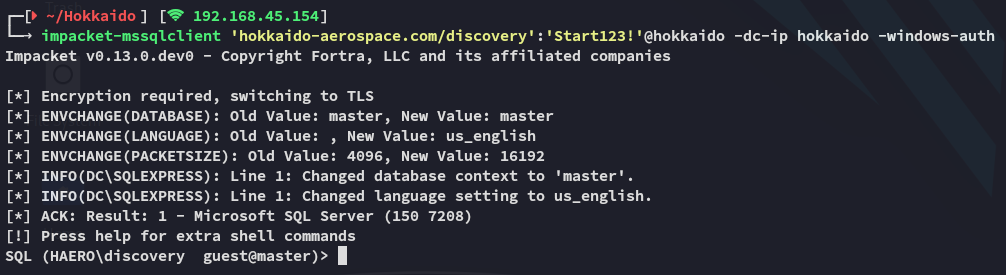 [ ~/Hokkaido ] [ 192.168.45.154]
impacket-mssqlclient 'hokkaido-aerospace.com/discovery':'Start123!'@hokkaido -dc-ip hokkaido -windows-auth
Impacket v0.13.0.dev0 - Copyright Fortra, LLC and its affiliated companies
[*] Encryption required, switching to TLS
[*] ENVCHANGE(DATABASE): Old Value: master, New Value: master
[*] ENVCHANGE(LANGUAGE): Old Value: , New Value: us_english
[*] ENVCHANGE(PACKETSIZE): Old Value: 4096, New Value: 16192
[*] INFO(DC\SQLEXPRESS): Line 1: Changed database context to 'master'.
[*] INFO(DC\SQLEXPRESS): Line 1: Changed language setting to us_english.
[*] ACK: Result: 1 - Microsoft SQL Server (150 7208)
[!] Press help for extra shell commands
SQL (HAERO\discovery  guest@master)>